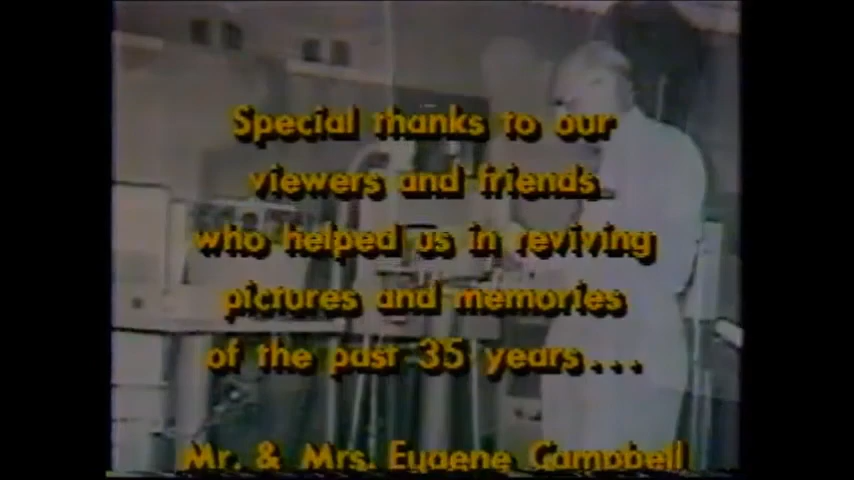 Special thanks to our
viewers and friends
who helped us in reviving
pictures and memories
of the past 35 years...
Mr. & Mrs. Eugene Campbell